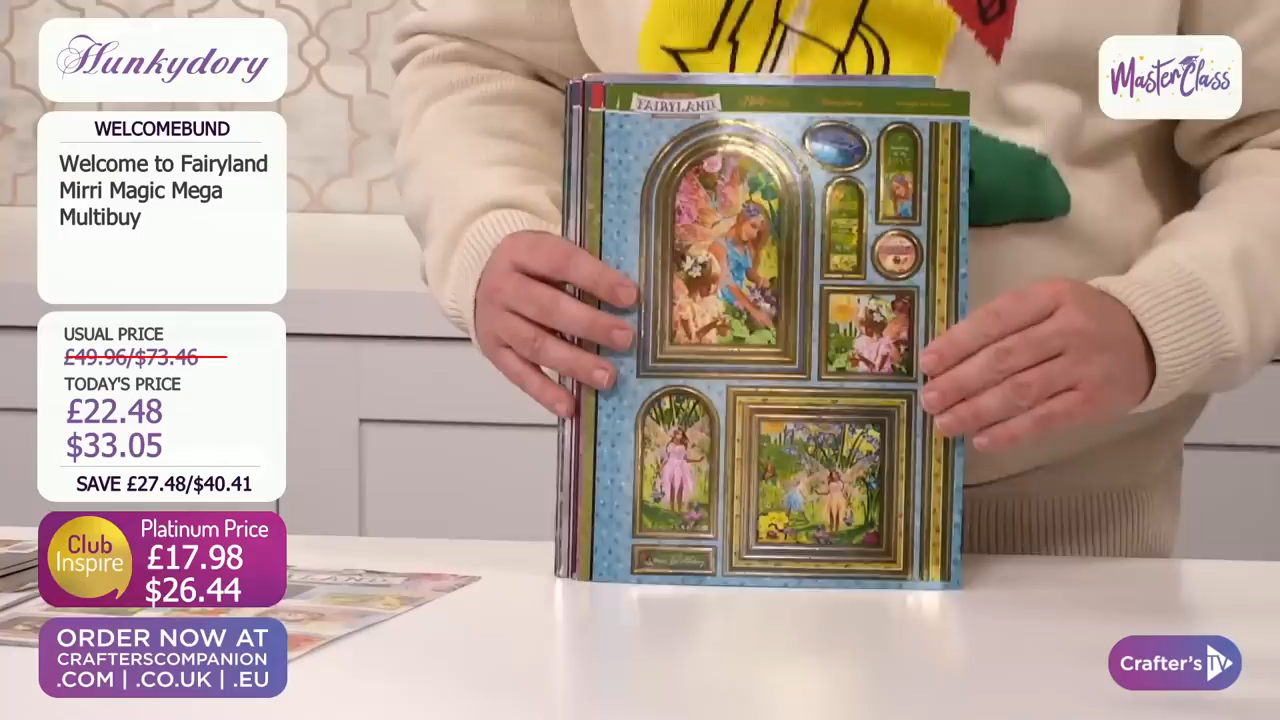 Hunkydory
WELCOMEBUND
Welcome to Fairyland
Mirri Magic Mega
Multibuy
USUAL PRICE
£49.96/$73.46
TODAY'S PRICE
£22.48
$33.05
SAVE £27.48/$40.41
Club
Inspire
Platinum Price
£17.98
$26.44
ORDER NOW AT
CRAFTERSCOMPANION
.COM | .CO.UK | .EU
FAIRYLAND
MasterClass
Crafter's TV